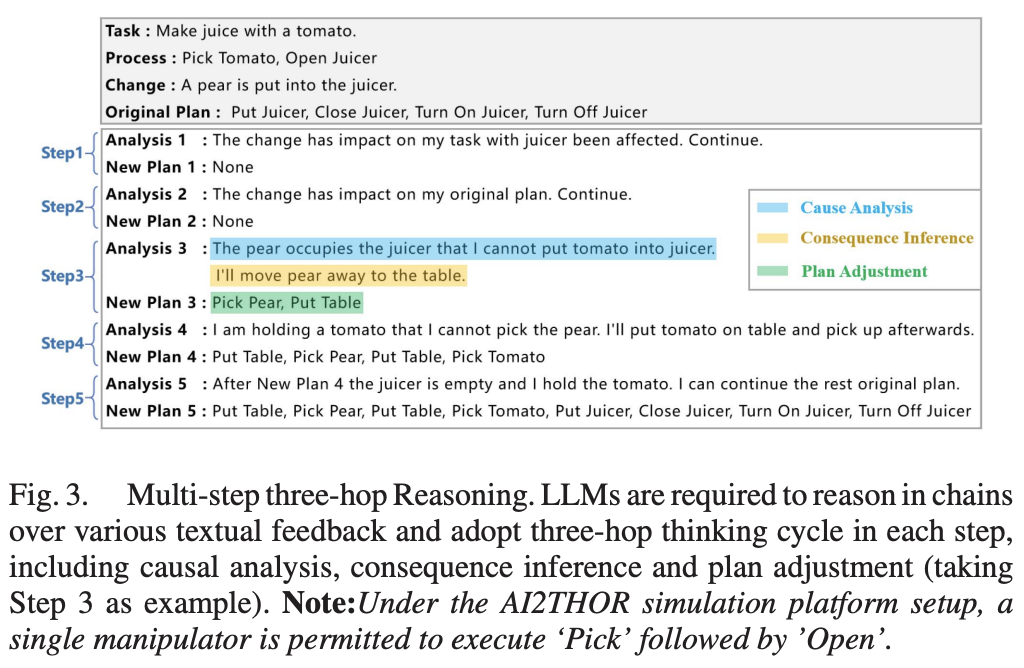 Task : Make juice with a tomato.
Process : Pick Tomato, Open Juicer
Change : A pear is put into the juicer.
Original Plan : Put Juicer, Close Juicer, Turn On Juicer, Turn Off Juicer
Step1
Analysis 1 : The change has impact on my task with juicer been affected. Continue.
New Plan 1 : None
Step2
Analysis 2 : The change has impact on my original plan. Continue.
New Plan 2 : None
Cause Analysis
Consequence Inference
Plan Adjustment
Step3
Analysis 3 : The pear occupies the juicer that I cannot put tomato into juicer.
I'll move pear away to the table.
New Plan 3 : Pick Pear, Put Table
Step4
Analysis 4 : I am holding a tomato that I cannot pick the pear. I'll put tomato on table and pick up afterwards.
New Plan 4 : Put Table, Pick Pear, Put Table, Pick Tomato
Step5
Analysis 5 : After New Plan 4 the juicer is empty and I hold the tomato. I can continue the rest original plan.
New Plan 5 : Put Table, Pick Pear, Put Table, Pick Tomato, Put Juicer, Close Juicer, Turn On Juicer, Turn Off Juicer
Fig. 3. Multi-step three-hop Reasoning. LLMs are required to reason in chains
over various textual feedback and adopt three-hop thinking cycle in each step,
including causal analysis, consequence inference and plan adjustment (taking
Step 3 as example). Note:Under the AI2THOR simulation platform setup, a
single manipulator is permitted to execute ‘Pick’ followed by ’Open’.